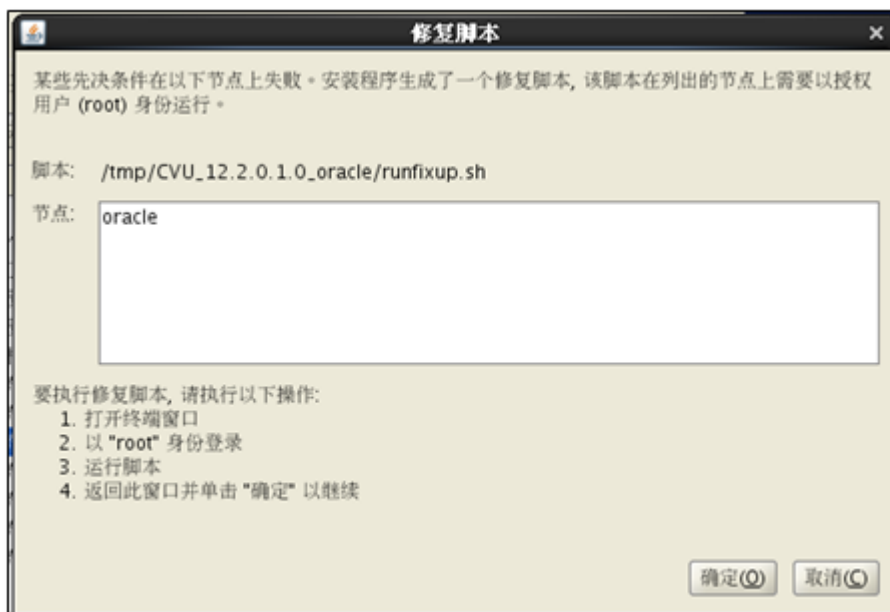 修复脚本
某些先决条件在以下节点上失败。安装程序生成了一个修复脚本, 该脚本在列出的节点上需要以授权
用户 (root) 身份运行。
脚本: /tmp/CVU_12.2.0.1.0_oracle/runfixup.sh
节点: oracle
要执行修复脚本, 请执行以下操作:
1. 打开终端窗口
2. 以 "root" 身份登录
3. 运行脚本
4. 返回此窗口并单击 "确定" 以继续
确定(O) 取消(C)